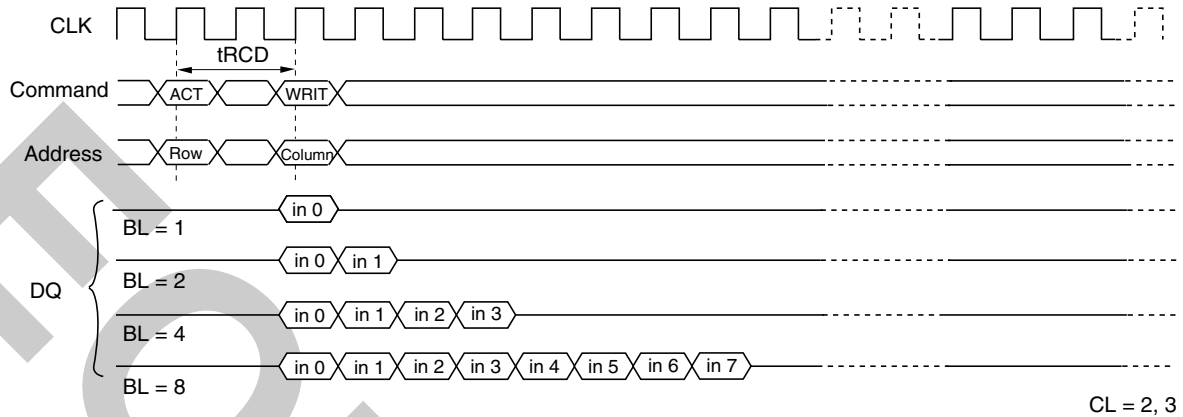 CLK
tRCD
Command ACT WRIT
Address Row Column
in 0
BL = 1
in 0 in 1
BL = 2
DQ
in 0 in 1 in 2 in 3
BL = 4
in 0 in 1 in 2 in 3 in 4 in 5 in 6 in 7
BL = 8
CL = 2, 3